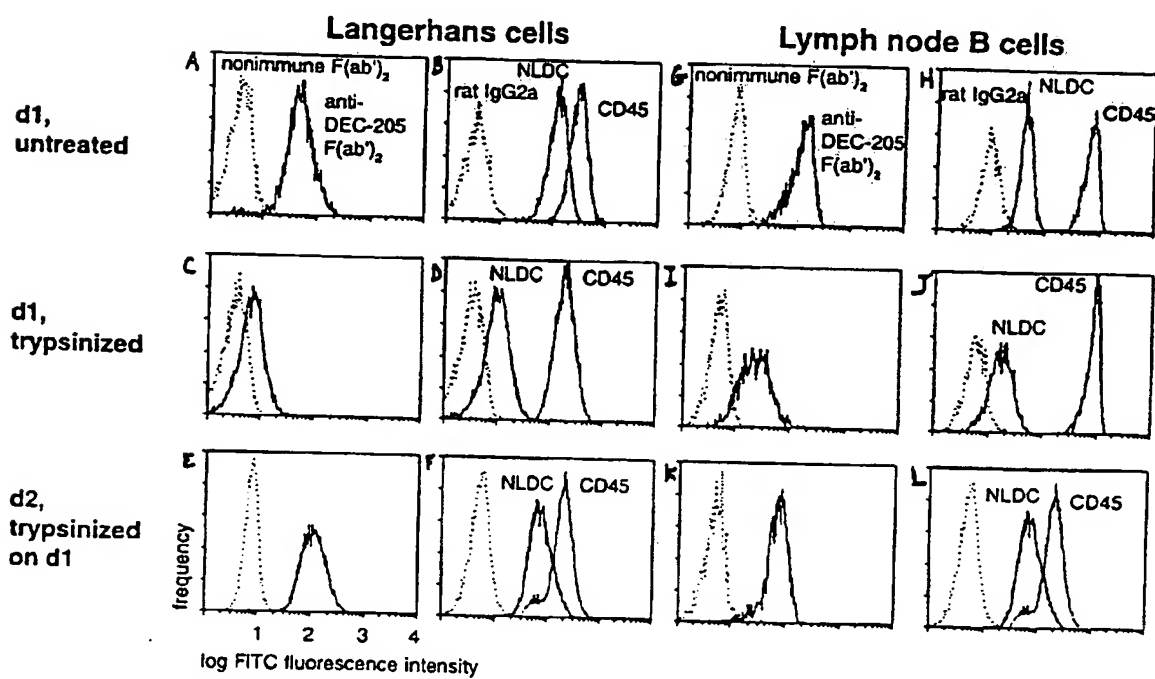 Langerhans cells
Lymph node B cells
d1,
untreated
A
nonimmune F(ab')₂
anti-
DEC-205
F(ab')₂
B
rat IgG2a
NLDC
CD45
G
nonimmune F(ab')₂
anti-
DEC-205
F(ab')₂
H
rat IgG2a
NLDC
CD45
d1,
trypsinized
C
D
NLDC
CD45
I
J
NLDC
CD45
d2,
trypsinized
on d1
E
F
NLDC
CD45
K
L
NLDC
CD45
frequency
1 2 3 4
log FITC fluorescence intensity